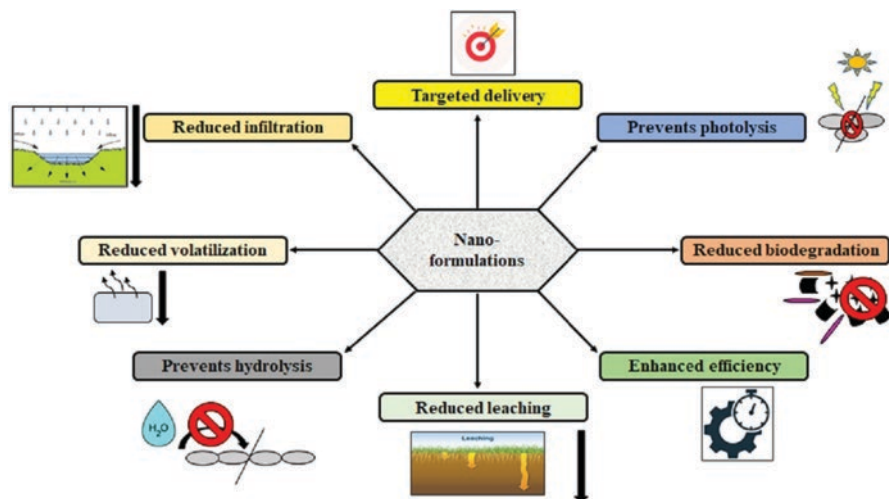 Targeted delivery
Reduced infiltration
Prevents photolysis
Nano-
formulations
Reduced volatilization
Reduced biodegradation
Prevents hydrolysis
Enhanced efficiency
Reduced leaching
H₂O
Leaching